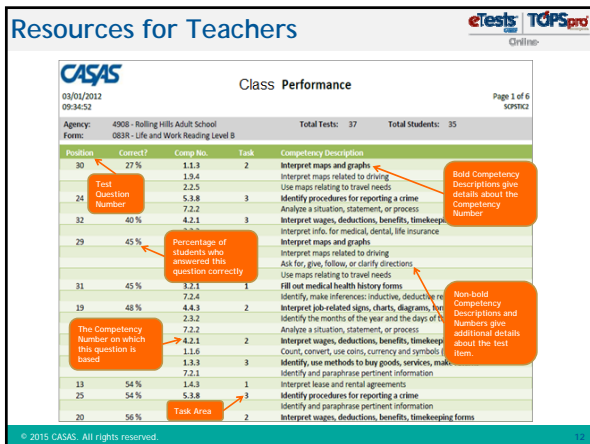 Resources for Teachers
eTests TOPSpro
Online
CASAS
Class Performance
03/01/2012
09:34:52
Page 1 of 6
SCPSTIC2
Agency: 4908 - Rolling Hills Adult School Total Tests: 37 Total Students: 35
Form: 083R - Life and Work Reading Level B
Position Correct? Comp No. Task Competency Description
30 27 % 1.1.3 2 Interpret maps and graphs
1.9.4 Interpret maps related to driving
2.2.5 Use maps relating to travel needs
24 5.3.8 3 Identify procedures for reporting a crime
7.2.2 Analyze a situation, statement, or process
32 40 % 4.2.1 3 Interpret wages, deductions, benefits, timekeepi
Interpret info. for medical, dental, life insurance
29 45 % Interpret maps and graphs
Interpret maps related to driving
Ask for, give, follow, or clarify directions
Use maps relating to travel needs
31 45 % 3.2.1 1 Fill out medical health history forms
7.2.4 Identify, make inferences: inductive, deductive re
19 48 % 4.4.3 2 Interpret job-related signs, charts, diagrams, for
2.3.2 Identify the months of the year and the days of t
7.2.2 Analyze a situation, statement, or process
4.2.1 2 Interpret wages, deductions, benefits, timekeepi
1.1.6 Count, convert, use coins, currency and symbols (
1.3.3 3 Identify, use methods to buy goods, services, mak
7.2.1 Identify and paraphrase pertinent information
13 54 % 1.4.3 1 Interpret lease and rental agreements
25 54 % 5.3.8 3 Identify procedures for reporting a crime
Identify and paraphrase pertinent information
20 56 % 2 Interpret wages, deductions, benefits, timekeeping forms
Test
Question
Number
Percentage of
students who
answered this
question correctly
The Competency
Number on which
this question is
based
Task Area
Bold Competency
Descriptions give
details about the
Competency
Number
Non-bold
Competency
Descriptions and
Numbers give
additional details
about the test
item.
© 2015 CASAS. All rights reserved.
12